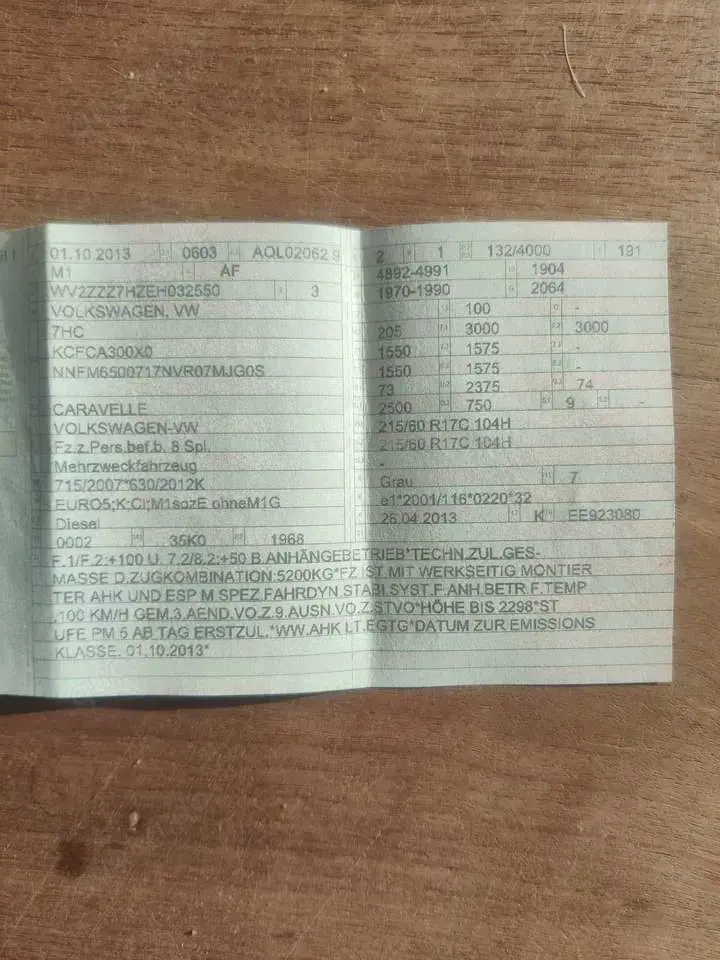 01.10.2013 0603 AOL02062 9
M1 AF
WV2ZZZ7HZEH032550 3
VOLKSWAGEN, VW
7HC
KCFCA300X0
NNFM6500717NVR07MJG0S
CARAVELLE
VOLKSWAGEN-VW
Fz.z.Pers.bef.b. 8 Spl.
Mehrzweckfahrzeug
715/2007*630/2012K
EURO5;K:CI;M1sozE ohneM1G
Diesel
0002 35K0 1968
2 1 132/4000 191
4892-4991 1904
1970-1990 2064
100 -
205 3000 3000
1550 1575 -
1550 1575 -
73 2375 74
2500 750 9 -
215/60 R17C 104H
215/60 R17C 104H
-
Grau 7
e1*2001/116*0220*32
26.04.2013 K EE923080
F.1/F.2:+100 U. 7.2/8.2:+50 B.ANHÄNGEBETRIEB*TECHN.ZUL.GES-
MASSE D.ZUGKOMBINATION:5200KG*FZ IST MIT WERKSEITIG MONTIER
TER AHK UND ESP M.SPEZ.FAHRDYN.STABI.SYST.F.ANH.BETR.F.TEMP
.100 KM/H GEM.3.AEND.VO.Z.9.AUSN.VO.Z.STVO*HÖHE BIS 2298*ST
UFE PM 5 AB TAG ERSTZUL.*WW.AHK LT.EGTG*DATUM ZUR EMISSIONS
KLASSE: 01.10.2013*